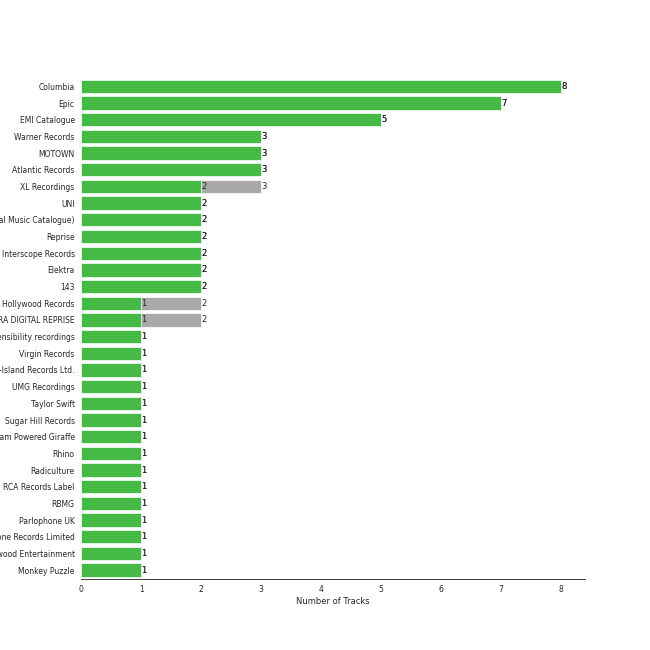 Columbia 8
Epic 7
EMI Catalogue 5
Warner Records 3
MOTOWN 3
Atlantic Records 3
XL Recordings 2 3
UNI 2
al Music Catalogue) 2
Reprise 2
Interscope Records 2
Elektra 2
143 2
Hollywood Records 1 2
RA DIGITAL REPRISE 1 2
ensibility recordings 1
Virgin Records 1
-Island Records Ltd. 1
UMG Recordings 1
Taylor Swift 1
Sugar Hill Records 1
am Powered Giraffe 1
Rhino 1
Radiculture 1
RCA Records Label 1
RBMG 1
Parlophone UK 1
one Records Limited 1
wood Entertainment 1
Monkey Puzzle 1
0 1 2 3 4 5 6 7 8
Number of Tracks